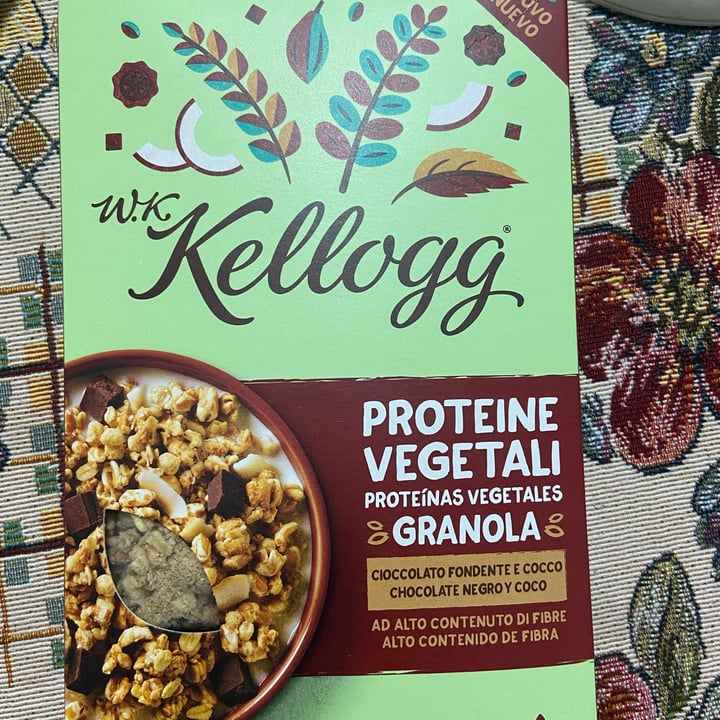 NUEVO
W.K
Kellogg®
PROTEINE
VEGETALI
PROTEÍNAS VEGETALES
GRANOLA
CIOCCOLATO FONDENTE E COCCO
CHOCOLATE NEGRO Y COCO
AD ALTO CONTENUTO DI FIBRE
ALTO CONTENIDO DE FIBRA